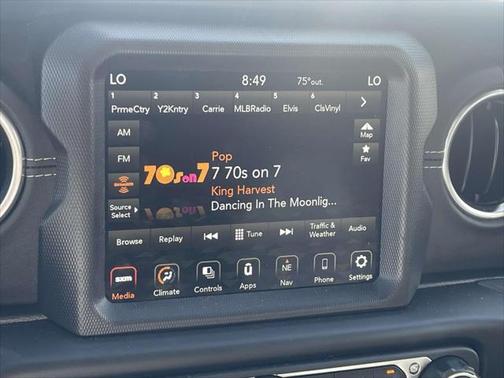 LO 8:49 75°out. LO
1 2 3 4 5 6
PrmeCtry Y2Kntry Carrie MLBRadio Elvis ClsVinyl
AM
Map
FM
Fav
70s on 7
Pop
7 70s on 7
King Harvest
Dancing In The Moonlig...
Source
Select
Browse Replay Tune Traffic & Weather Audio
sxm NE
Media Climate Controls Apps Nav Phone Settings